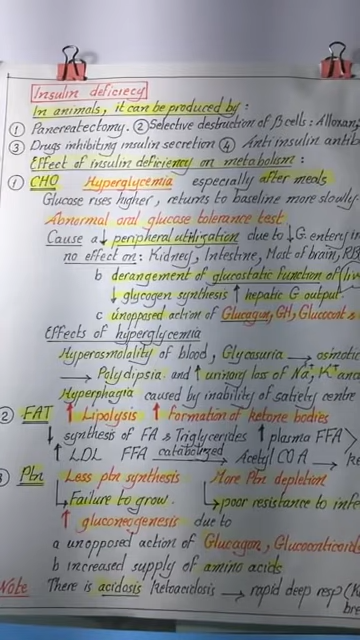 Insulin deficiecy
In animals, it can be produced by :
① Pancreatectomy. ② Selective destruction of β cells : Alloxan,
③ Drugs inhibiting insulin secretion ④ Anti insulin antib
Effect of insulin deficiency on metabolism :
① CHO Hyperglycemia especially after meals
Glucose rises higher, returns to baseline more slowly
Abnormal oral glucose tolerance test
Cause a ↓ peripheral utilization due to ↓ G entery in
no effect on : Kidney, Intestine, Most of brain, RB
b derangement of glucostatic function of (liv
↓ glycogen synthesis ↑ hepatic G output
c unopposed action of Glucagon, GH, Glucocort &
Effects of hyperglycemia
Hyperosmolality of blood, Glycosuria → osmotic
→ Polydipsia and ↑ urinary loss of Na, K⁺ and
Hyperphagia caused by inability of satiety centre
② FAT ↑ Lipolysis ↑ Formation of ketone bodies
↓ synthesis of FA & Triglycerides ↑ plasma FFA
↑ LDL FFA catabolized → Acetyl CO A → ke
3 Ptn Less ptn synthesis More Ptn depletion
Failure to grow. poor resistance to infe
↑ gluconeogenesis due to
a unopposed action of Glucagon, Glucocorticoids
b increased supply of amino acids
Note There is acidosis ketoacidosis → rapid deep resp (K
bre